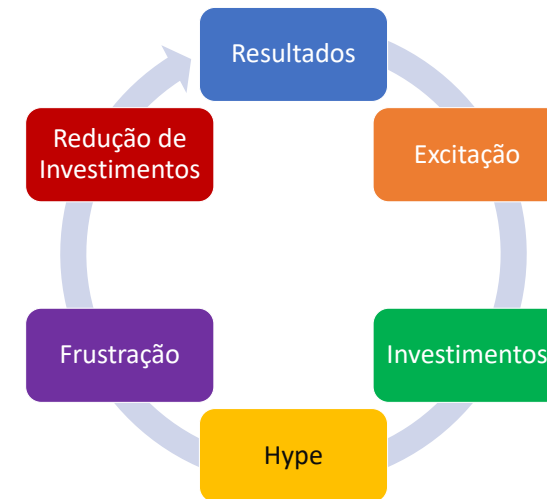 Resultados
Excitação
Investimentos
Hype
Frustração
Redução de
Investimentos